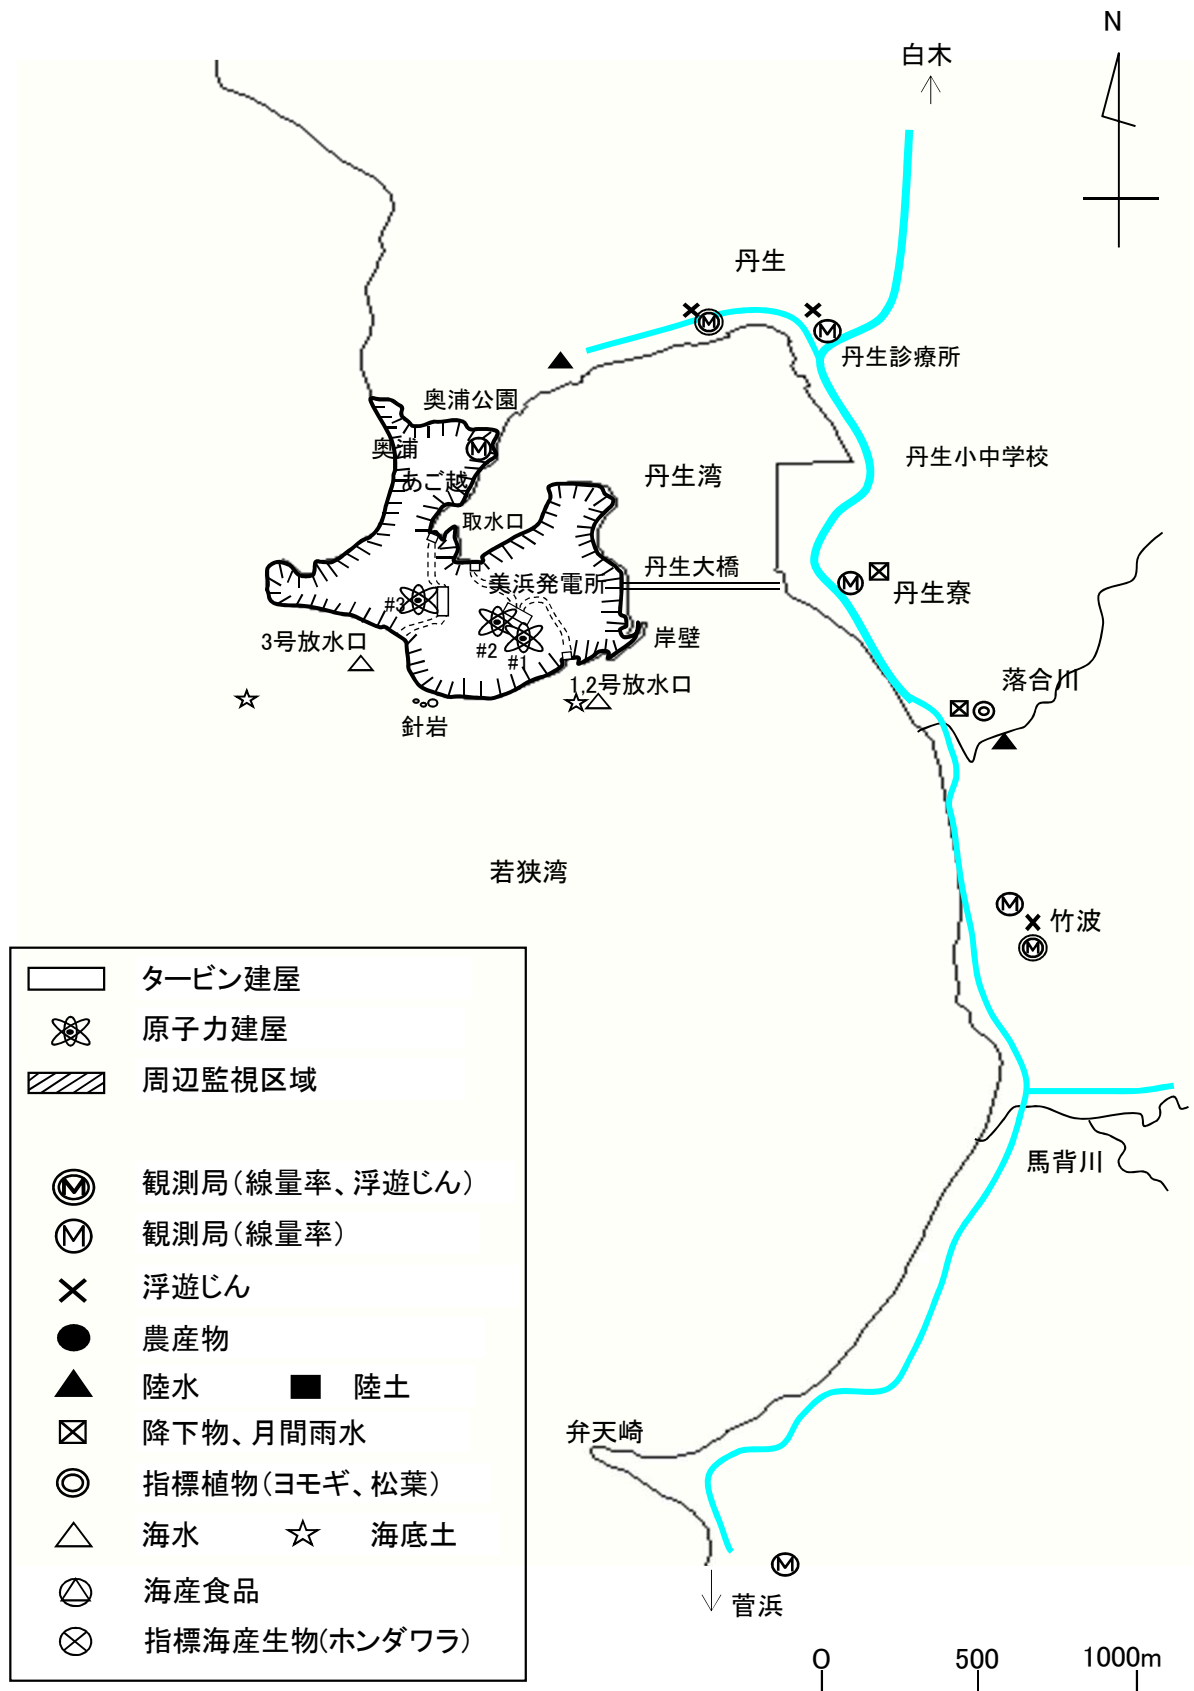 N
白木
↑
丹生
丹生診療所
奥浦公園
奥浦
あご越
丹生小中学校
丹生湾
取水口
丹生大橋
美浜発電所
丹生寮
#3
#2
#1
3号放水口
岸壁
1,2号放水口
落合川
針岩
若狭湾
竹波
馬背川
弁天崎
菅浜
タービン建屋
原子力建屋
周辺監視区域
観測局(線量率、浮遊じん)
観測局(線量率)
浮遊じん
農産物
陸水 陸土
降下物、月間雨水
指標植物(ヨモギ、松葉)
海水 海底土
海産食品
指標海産生物(ホンダワラ)
0 500 1000m